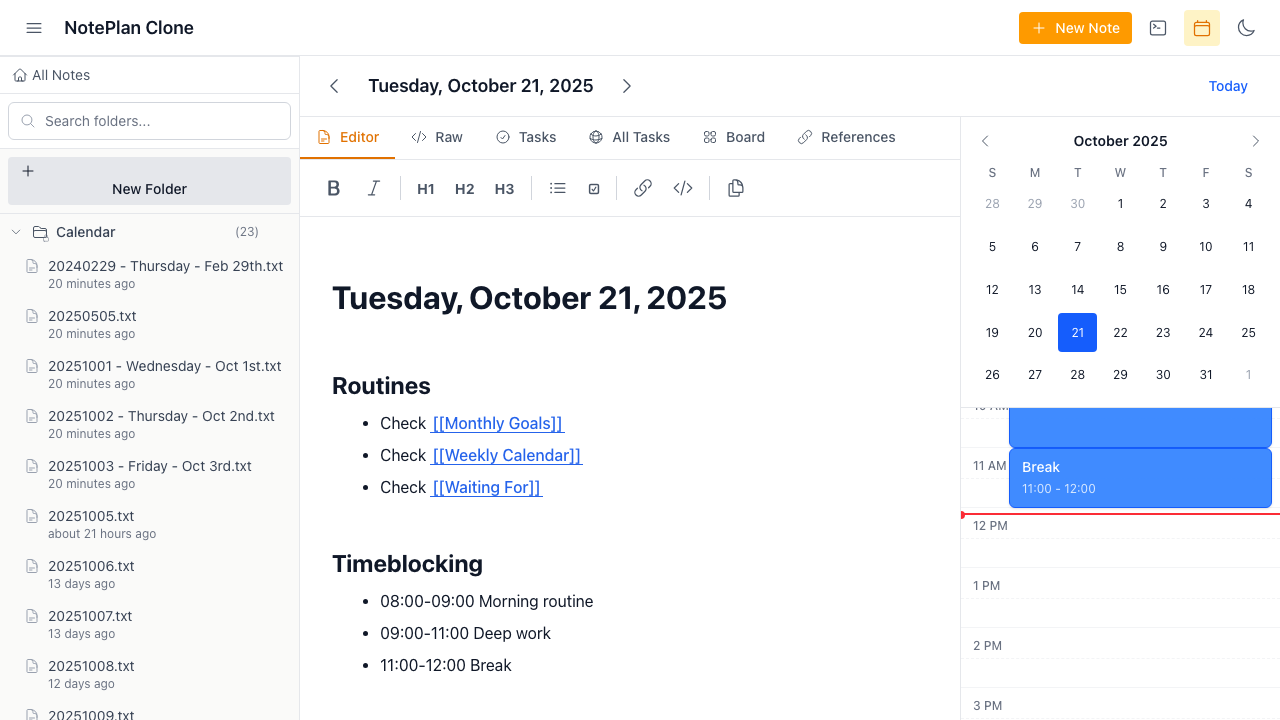 NotePlan Clone
New Note
All Notes
Search folders...
New Folder
Calendar (23)
20240229 - Thursday - Feb 29th.txt
20 minutes ago
20250505.txt
20 minutes ago
20251001 - Wednesday - Oct 1st.txt
20 minutes ago
20251002 - Thursday - Oct 2nd.txt
20 minutes ago
20251003 - Friday - Oct 3rd.txt
20 minutes ago
20251005.txt
about 21 hours ago
20251006.txt
13 days ago
20251007.txt
13 days ago
20251008.txt
12 days ago
20251009.txt
Tuesday, October 21, 2025
Today
Editor Raw Tasks All Tasks Board References
B I H1 H2 H3
Tuesday, October 21, 2025
Routines
• Check [[Monthly Goals]]
• Check [[Weekly Calendar]]
• Check [[Waiting For]]
Timeblocking
• 08:00-09:00 Morning routine
• 09:00-11:00 Deep work
• 11:00-12:00 Break
October 2025
S M T W T F S
28 29 30 1 2 3 4
5 6 7 8 9 10 11
12 13 14 15 16 17 18
19 20 21 22 23 24 25
26 27 28 29 30 31 1
10 AM
11 AM
Break
11:00 - 12:00
12 PM
1 PM
2 PM
3 PM